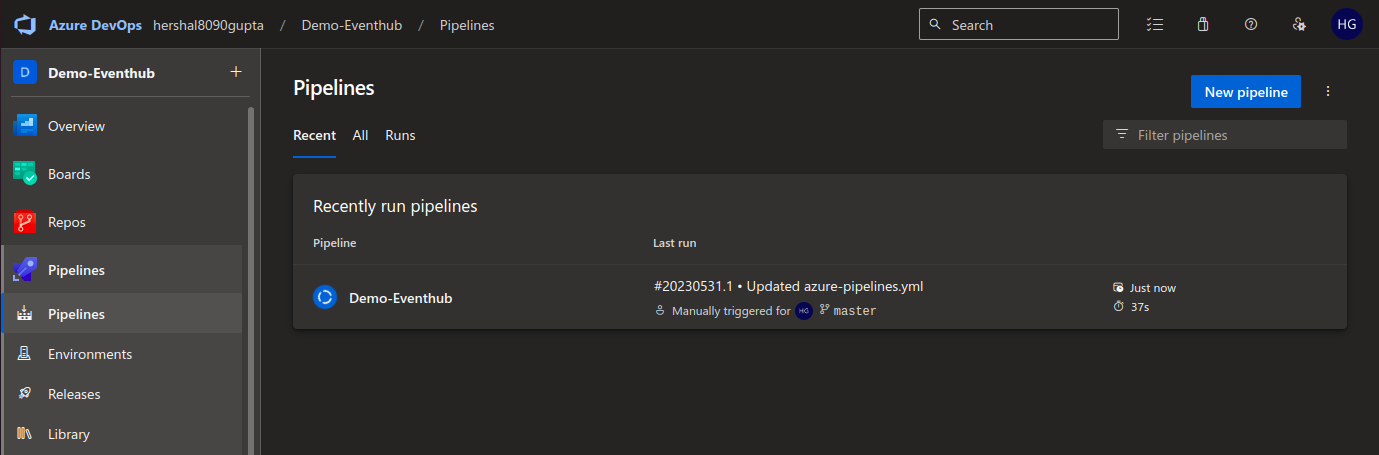 Azure DevOps hershal8090gupta / Demo-Eventhub / Pipelines
Search
HG
D Demo-Eventhub +
Overview
Boards
Repos
Pipelines
Pipelines
Environments
Releases
Library
Pipelines
New pipeline
Recent All Runs
Filter pipelines
Recently run pipelines
Pipeline Last run
Demo-Eventhub
#20230531.1 • Updated azure-pipelines.yml
Manually triggered for HG master
Just now
37s